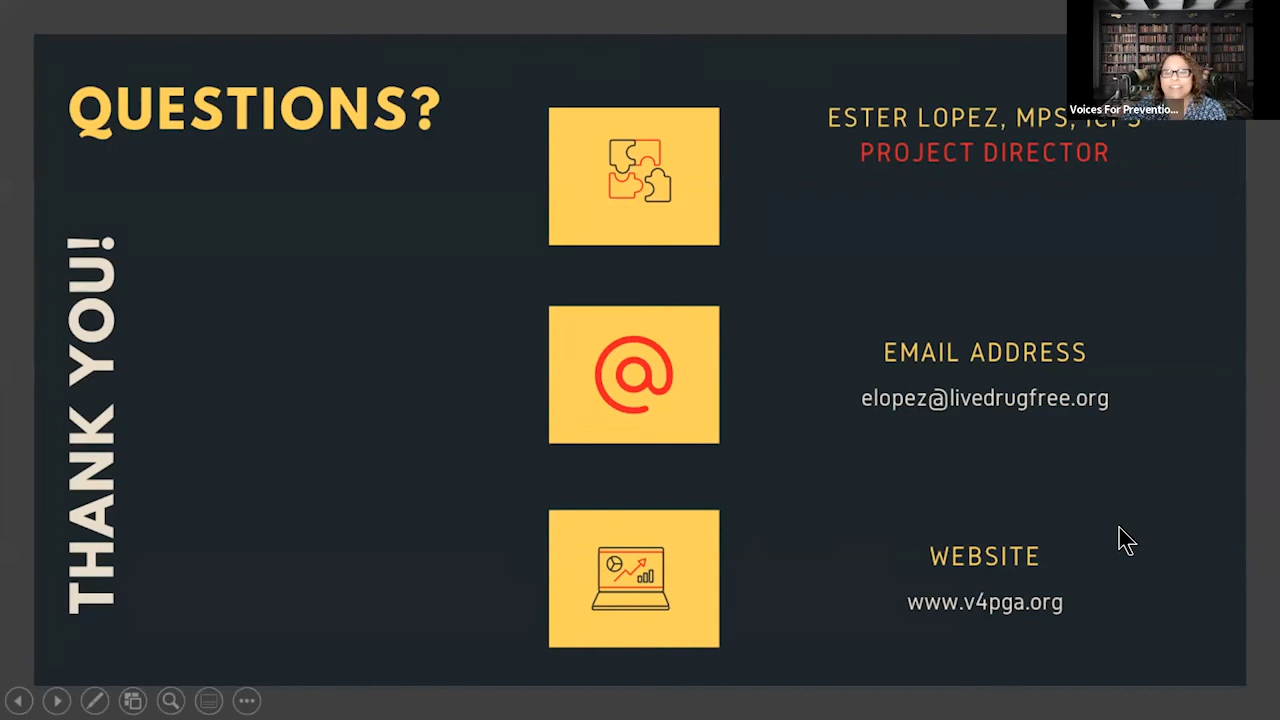 QUESTIONS?
THANK YOU!
ESTER LOPEZ, MPS, ICPS
PROJECT DIRECTOR
@
EMAIL ADDRESS
elopez@livedrugfree.org
WEBSITE
www.v4pga.org
Voices For Preventio...